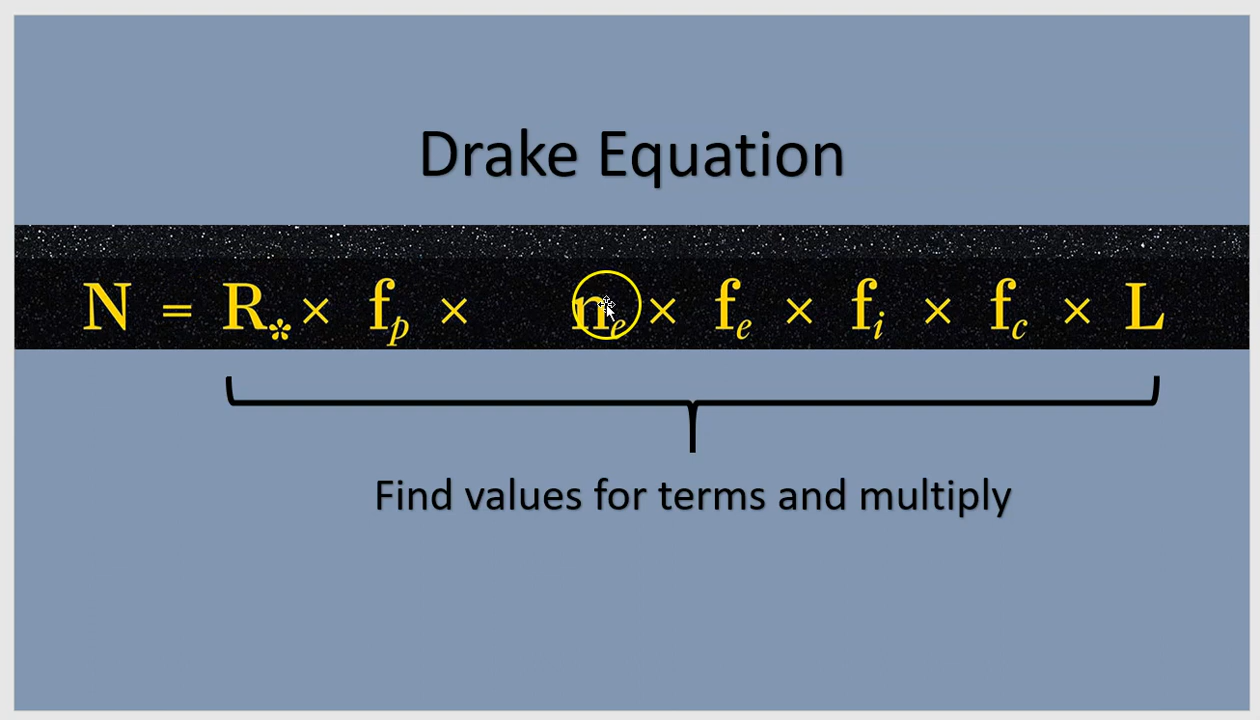 Drake Equation
N = R* × fp × ne × fe × fi × fc × L
Find values for terms and multiply